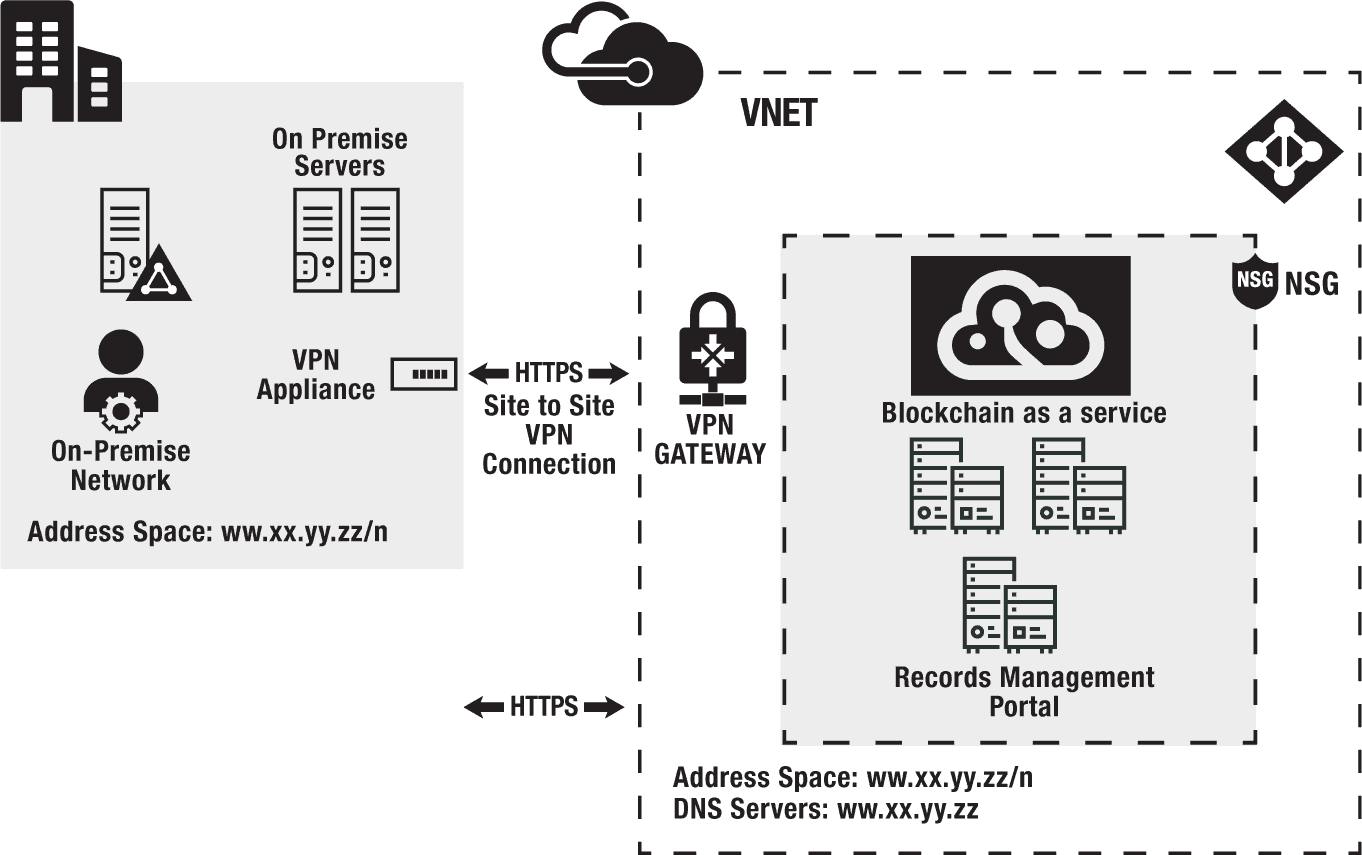 On Premise
Servers
VPN
Appliance
On-Premise
Network
Address Space: ww.xx.yy.zz/n
HTTPS
Site to Site
VPN
Connection
HTTPS
VNET
VPN
GATEWAY
NSG
NSG
Blockchain as a service
Records Management
Portal
Address Space: ww.xx.yy.zz/n
DNS Servers: ww.xx.yy.zz